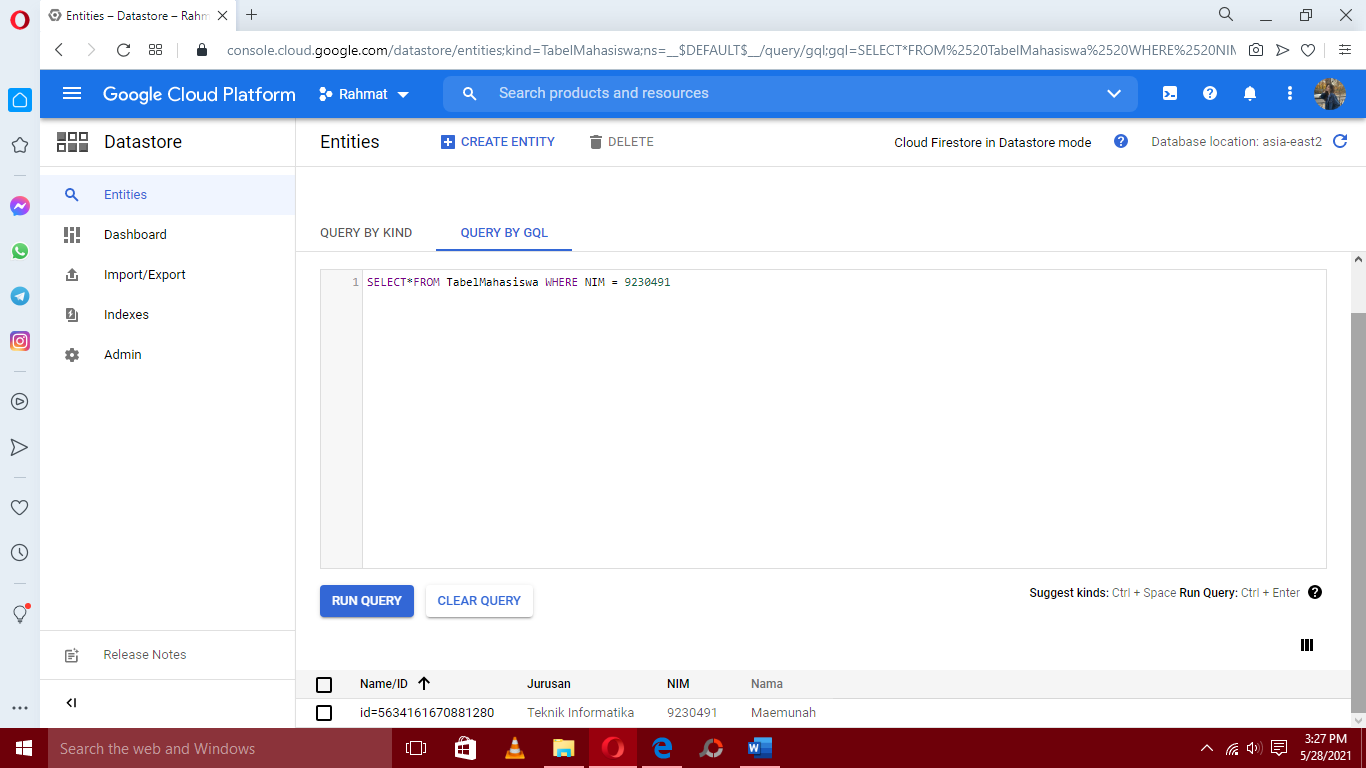 Entities – Datastore – Rahm
console.cloud.google.com/datastore/entities;kind=TabelMahasiswa;ns=__$DEFAULT$__/query/gql;gql=SELECT*FROM%2520TabelMahasiswa%2520WHERE%2520NIM
Google Cloud Platform
Rahmat
Search products and resources
Datastore
Entities
CREATE ENTITY
DELETE
Cloud Firestore in Datastore mode
Database location: asia-east2
Entities
Dashboard
Import/Export
Indexes
Admin
Release Notes
QUERY BY KIND
QUERY BY GQL
1 SELECT*FROM TabelMahasiswa WHERE NIM = 9230491
RUN QUERY
CLEAR QUERY
Suggest kinds: Ctrl + Space Run Query: Ctrl + Enter
Name/ID Jurusan NIM Nama
id=5634161670881280 Teknik Informatika 9230491 Maemunah
Search the web and Windows
3:27 PM
5/28/2021